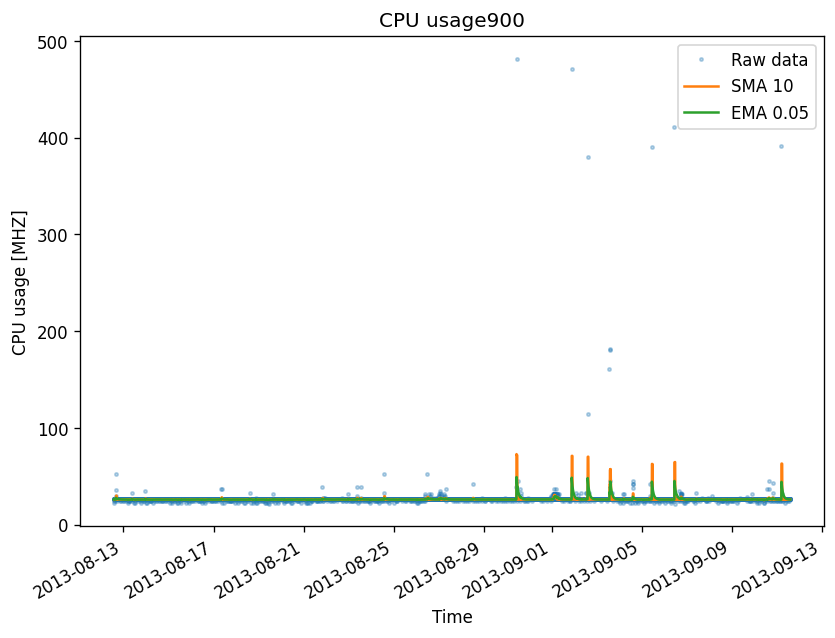 CPU usage900
Raw data
SMA 10
EMA 0.05
CPU usage [MHZ]
500
400
300
200
100
0
2013-08-13
2013-08-17
2013-08-21
2013-08-25
2013-08-29
2013-09-01
2013-09-05
2013-09-09
2013-09-13
Time